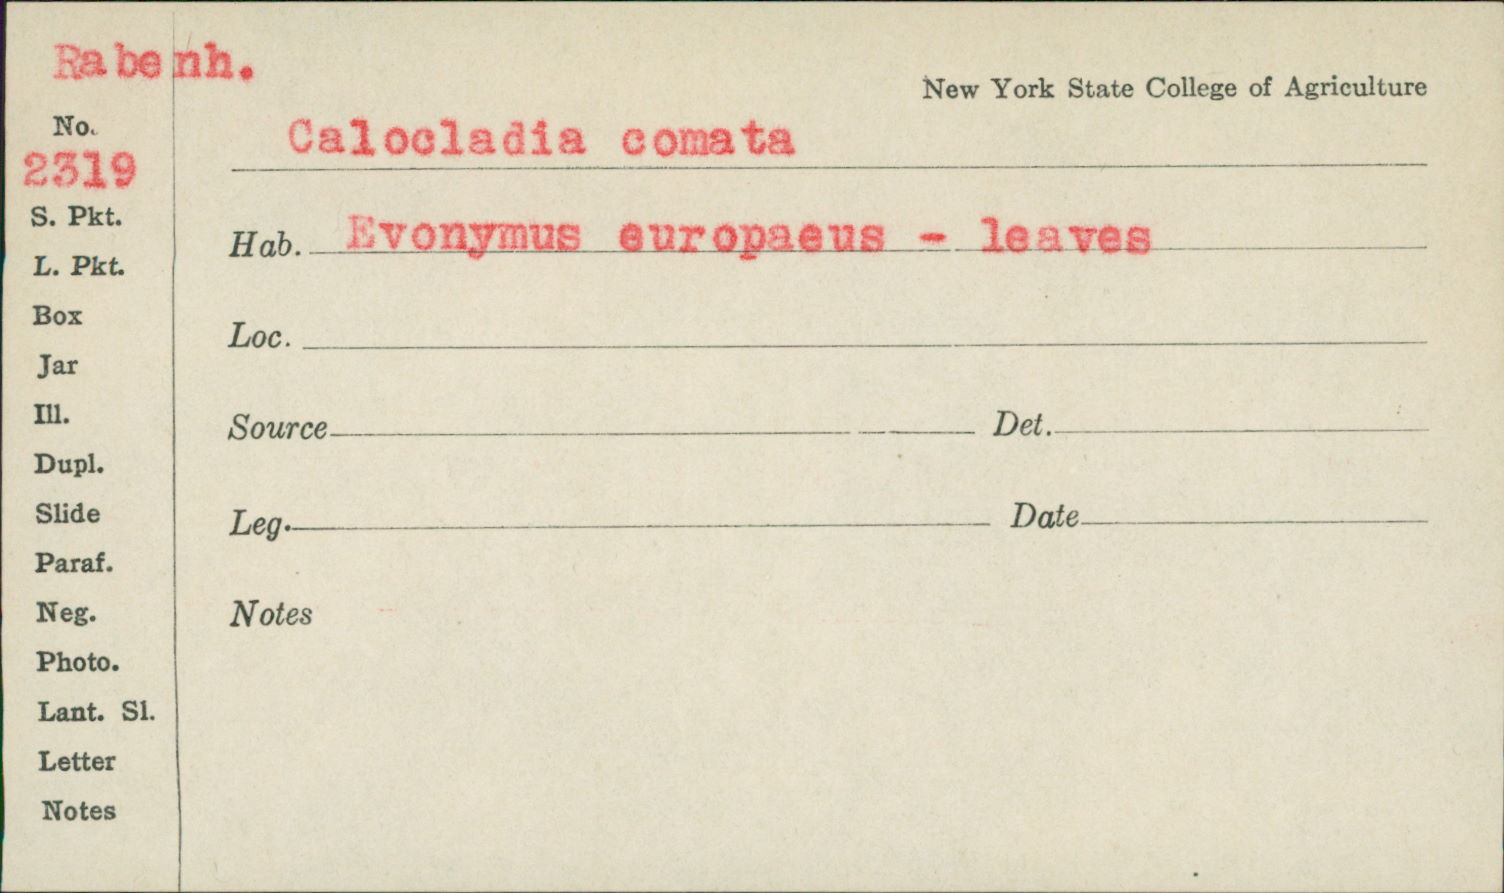 Rabenh.
New York State College of Agriculture
No.
2319
Calocladia comata
S. Pkt.
Hab. Evonymus europaeus - leaves
L. Pkt.
Box
Loc.
Jar
Ill.
Source Det.
Dupl.
Slide
Leg. Date
Paraf.
Neg.
Notes
Photo.
Lant. Sl.
Letter
Notes